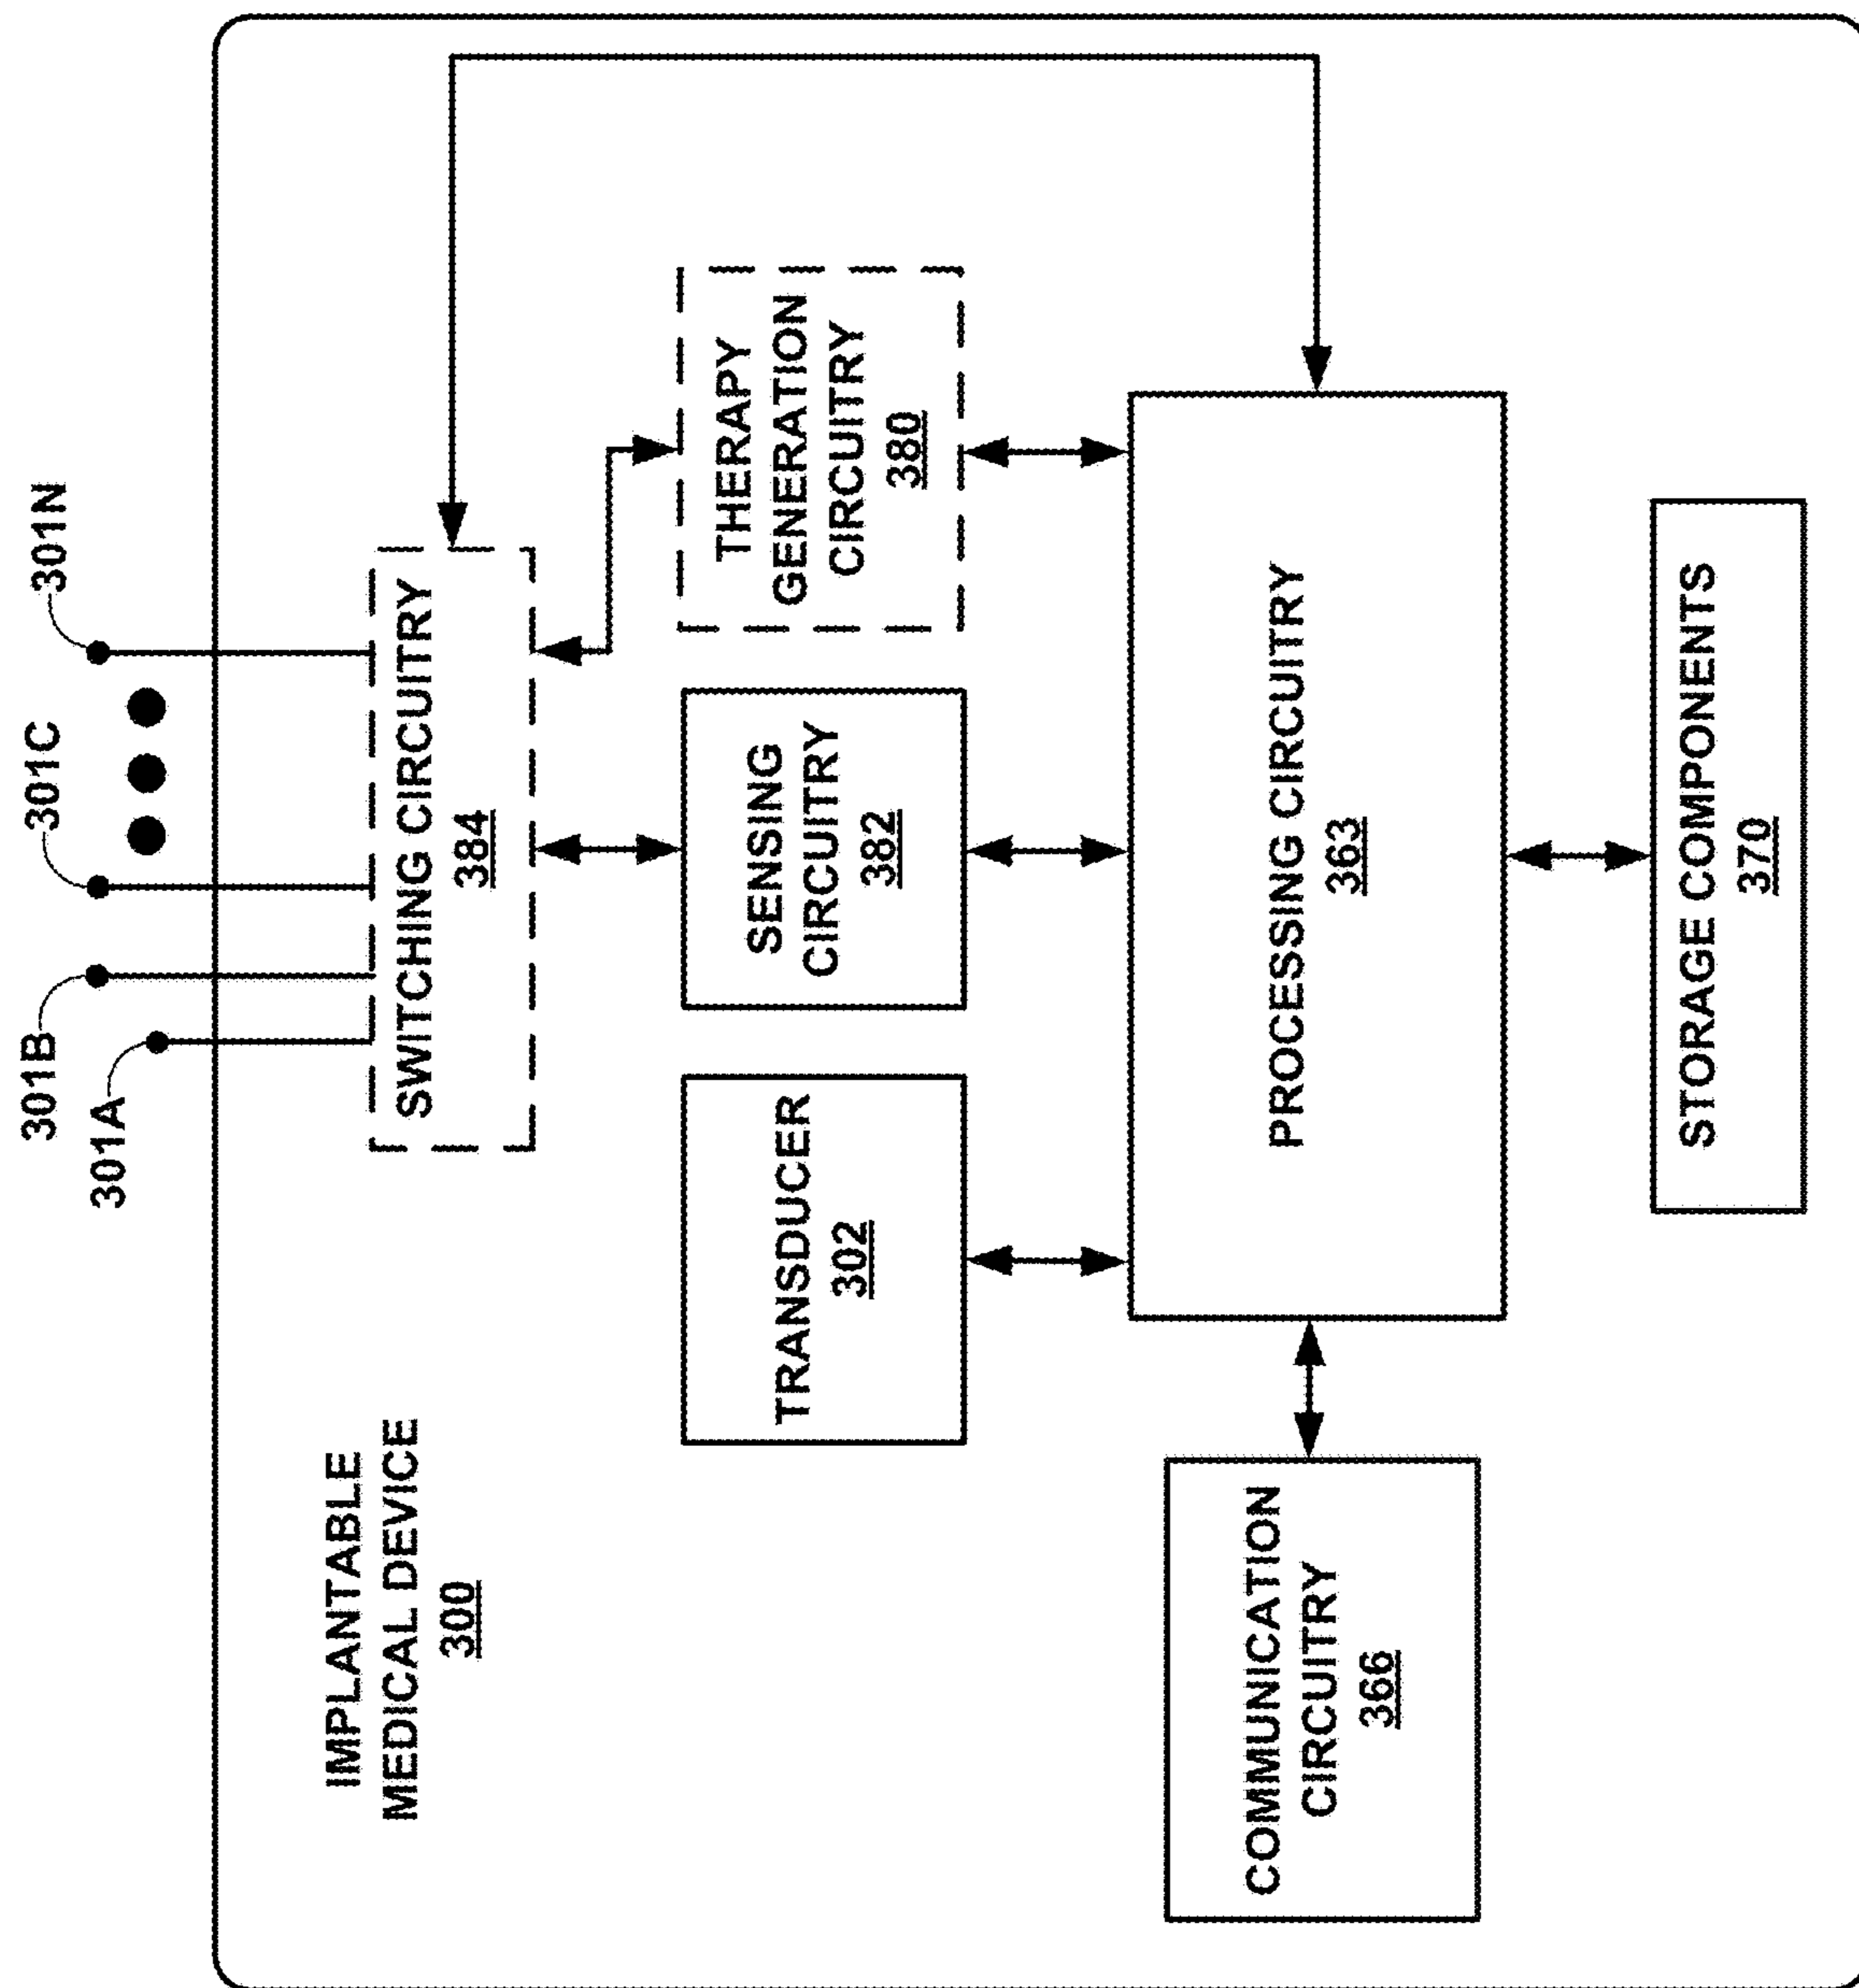 IMPLANTABLE
MEDICAL DEVICE
300
301A
301B
301C
301N
SWITCHING CIRCUITRY
384
TRANSDUCER
302
SENSING
CIRCUITRY
382
THERAPY
GENERATION
CIRCUITRY
380
COMMUNICATION
CIRCUITRY
366
PROCESSING CIRCUITRY
363
STORAGE COMPONENTS
370